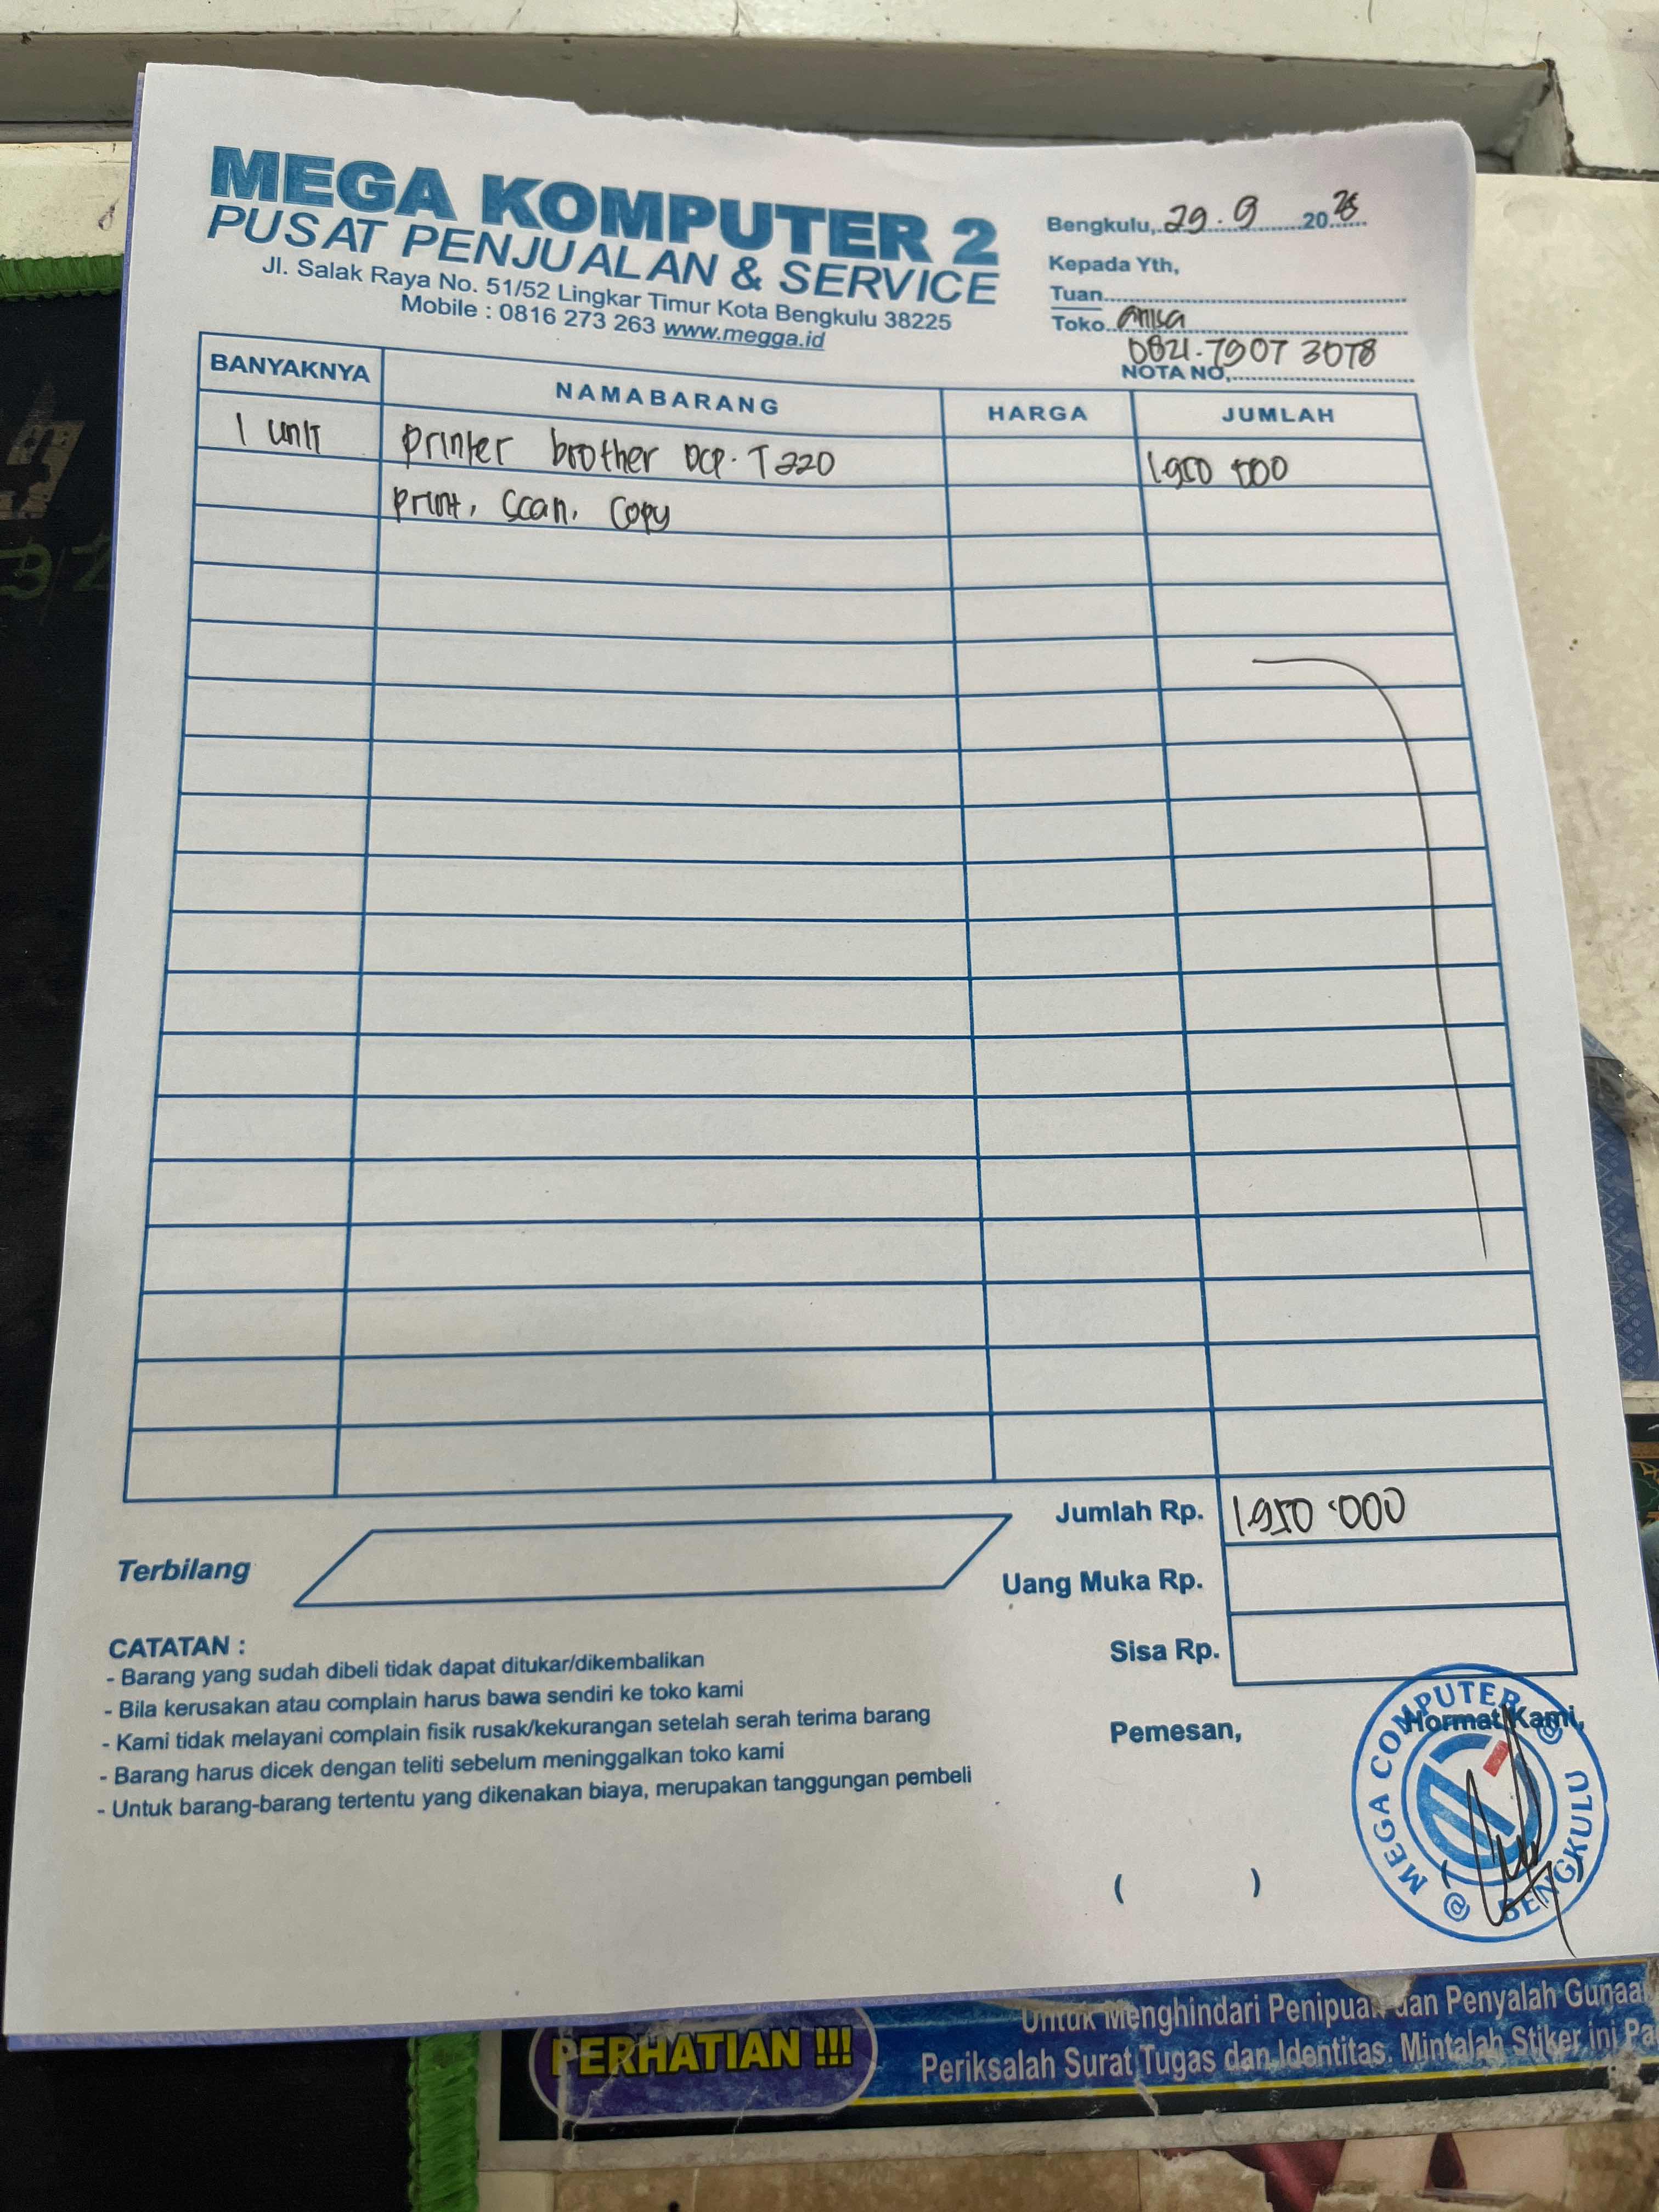 MEGA KOMPUTER 2
PUSAT PENJUALAN & SERVICE
Jl. Salak Raya No. 51/52 Lingkar Timur Kota Bengkulu 38225
Mobile : 0816 273 263 www.megga.id
Bengkulu, 29.9 20
Kepada Yth,
Tuan
Toko anisa
0821.7907 3078
NOTA NO,
BANYAKNYA NAMABARANG HARGA JUMLAH
1 unit printer brother DCP. T220 1.950 000
print, scan, copy
Jumlah Rp. 1.950.000
Terbilang
Uang Muka Rp.
Sisa Rp.
CATATAN :
- Barang yang sudah dibeli tidak dapat ditukar/dikembalikan
- Bila kerusakan atau complain harus bawa sendiri ke toko kami
- Kami tidak melayani complain fisik rusak/kekurangan setelah serah terima barang
- Barang harus dicek dengan teliti sebelum meninggalkan toko kami
- Untuk barang-barang tertentu yang dikenakan biaya, merupakan tanggungan pembeli
Pemesan,
Hormat Kami,
MEGA COMPUTER
@ BENGKULU @
( )
PERHATIAN !!!
Untuk Menghindari Penipuan dan Penyalah Gunaa
Periksalah Surat Tugas dan Identitas. Mintalah Stiker ini Pa